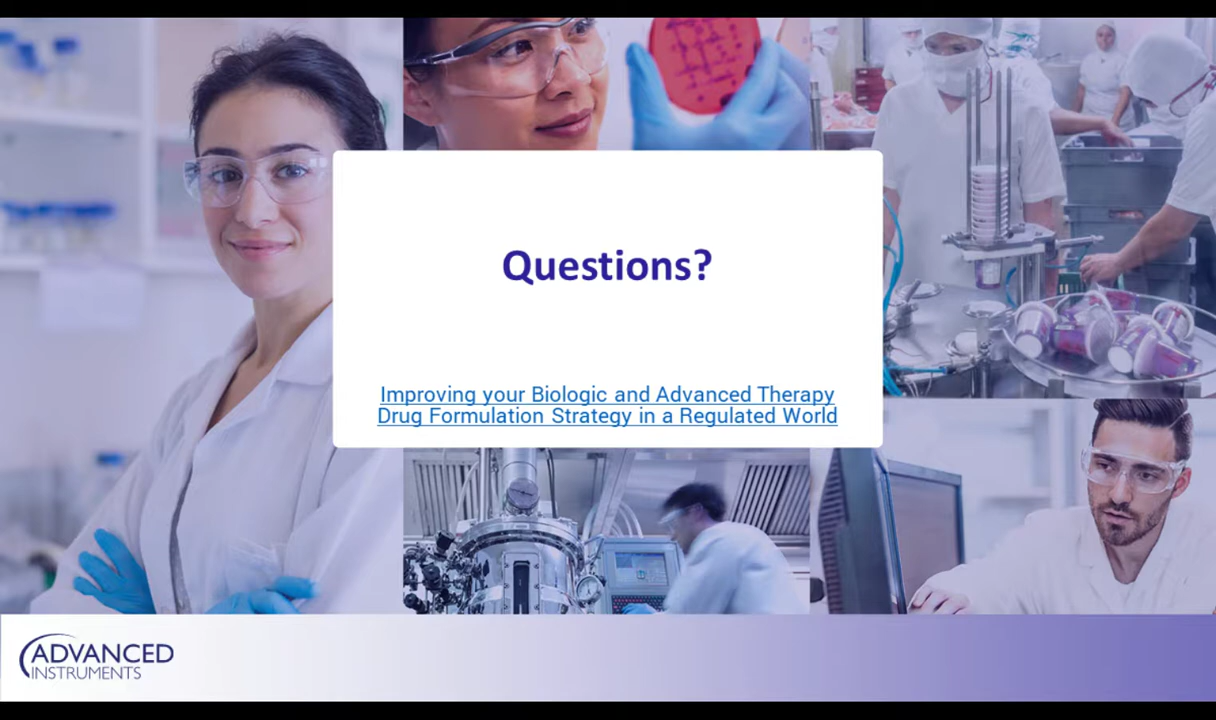 Questions?
Improving your Biologic and Advanced Therapy
Drug Formulation Strategy in a Regulated World
ADVANCED
INSTRUMENTS